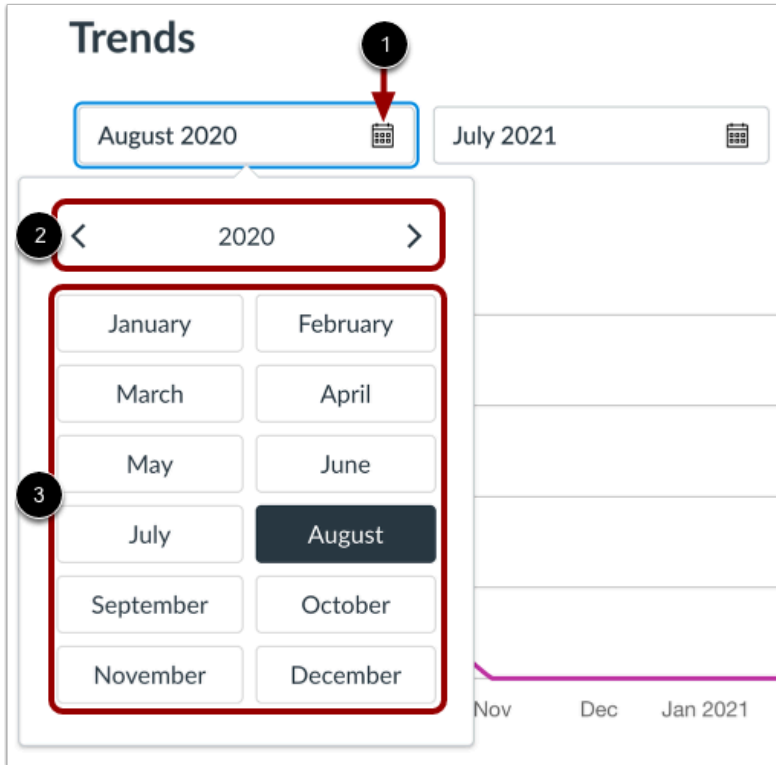 Trends
1
August 2020
July 2021
2
2020
January February
March April
May June
3
July August
September October
November December
Nov Dec Jan 2021